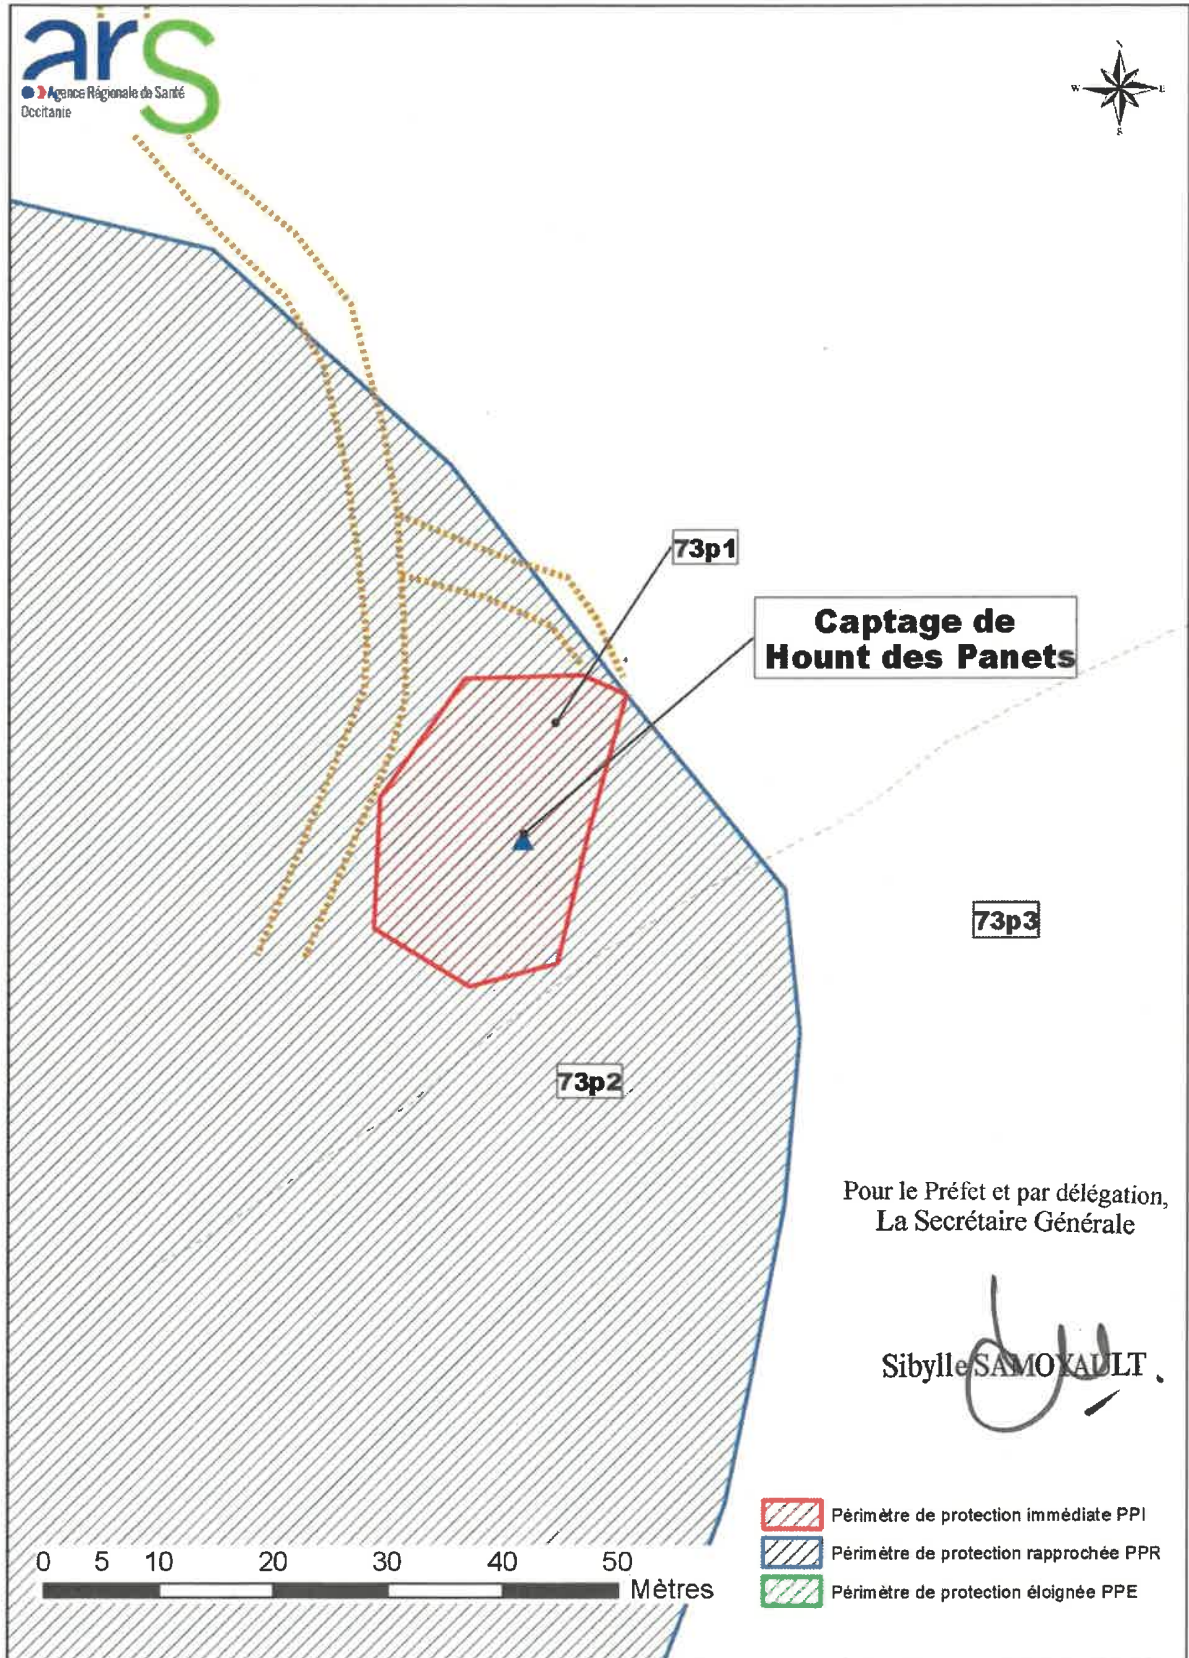 ars
Agence Régionale de Santé
Occitanie
N
W E
S
73p1
Captage de
Hount des Panets
73p3
73p2
Pour le Préfet et par délégation,
La Secrétaire Générale
Sibylle SAMOYAULT
Périmètre de protection immédiate PPI
Périmètre de protection rapprochée PPR
Périmètre de protection éloignée PPE
0 5 10 20 30 40 50
Mètres